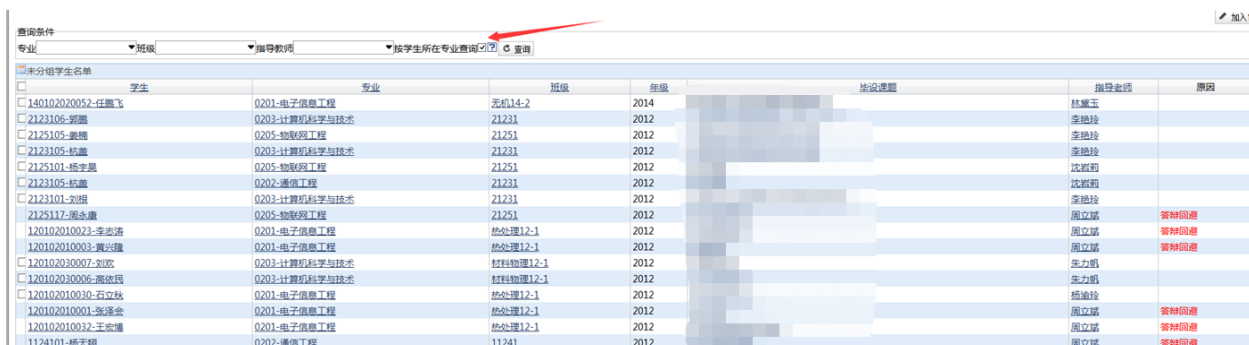 加入
查询条件
专业 班级 指导教师 按学生所在专业查询 ? 查询
未分组学生名单
学生 专业 班级 年级 毕设课题 指导老师 原因
140102020052-任鹏飞 0201-电子信息工程 无机14-2 2014 林黛玉
2123106-郭鹏 0203-计算机科学与技术 21231 2012 李艳玲
2125105-姜楠 0205-物联网工程 21251 2012 李艳玲
2123105-杭盖 0203-计算机科学与技术 21231 2012 李艳玲
2125101-杨宇昊 0205-物联网工程 21251 2012 沈岩莉
2123105-杭盖 0202-通信工程 21231 2012 沈岩莉
2123101-刘根 0203-计算机科学与技术 21231 2012 李艳玲
2125117-周永康 0205-物联网工程 21251 2012 周立斌 答辩回避
120102010023-李志涛 0201-电子信息工程 热处理12-1 2012 周立斌 答辩回避
120102010003-黄兴隆 0201-电子信息工程 热处理12-1 2012 周立斌 答辩回避
120102030007-刘欢 0203-计算机科学与技术 材料物理12-1 2012 朱力帆
120102030006-高依民 0203-计算机科学与技术 材料物理12-1 2012 朱力帆
120102010030-石立秋 0201-电子信息工程 热处理12-1 2012 杨渝玲
120102010001-张泽会 0201-电子信息工程 热处理12-1 2012 周立斌 答辩回避
120102010032-王宏博 0201-电子信息工程 热处理12-1 2012 周立斌 答辩回避
1124101-杨天翔 0202-通信工程 11241 2012 周立斌 答辩回避